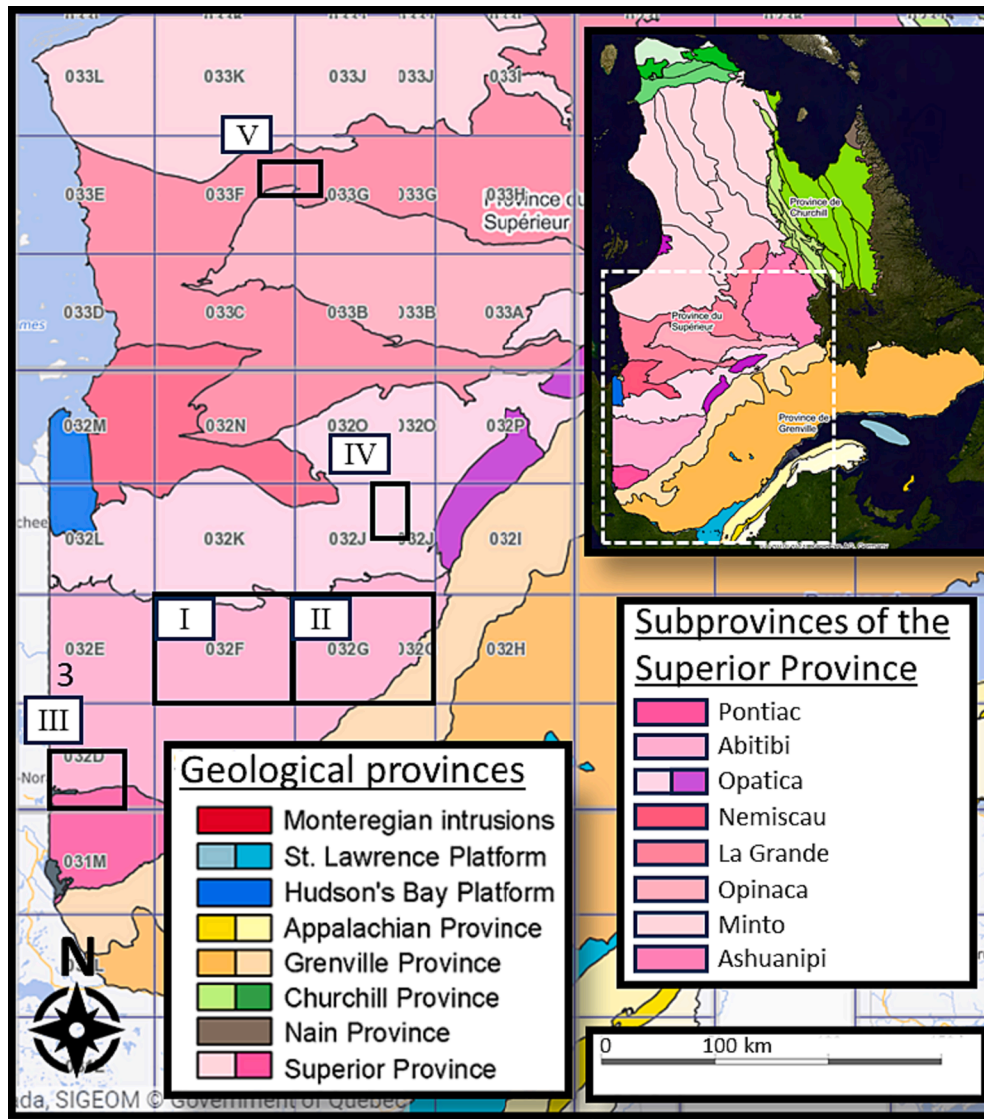 033L
033K
033J
033J
033I
V
033E
033F
033G
033G
033H
Province du
Supérieur
033D
033C
033B
033B
033A
032M
032N
032O
032O
032P
IV
032L
032K
032J
032J
032I
I
II
032E
032F
032G
032H
3
III
032D
031M
N
Province de
Churchill
Province du
Supérieur
Province de
Grenville
Geological provinces
Monteregian intrusions
St. Lawrence Platform
Hudson's Bay Platform
Appalachian Province
Grenville Province
Churchill Province
Nain Province
Superior Province
Subprovinces of the
Superior Province
Pontiac
Abitibi
Opatica
Nemiscau
La Grande
Opinaca
Minto
Ashuanipi
0 100 km
da, SIGEOM © Government of Québec